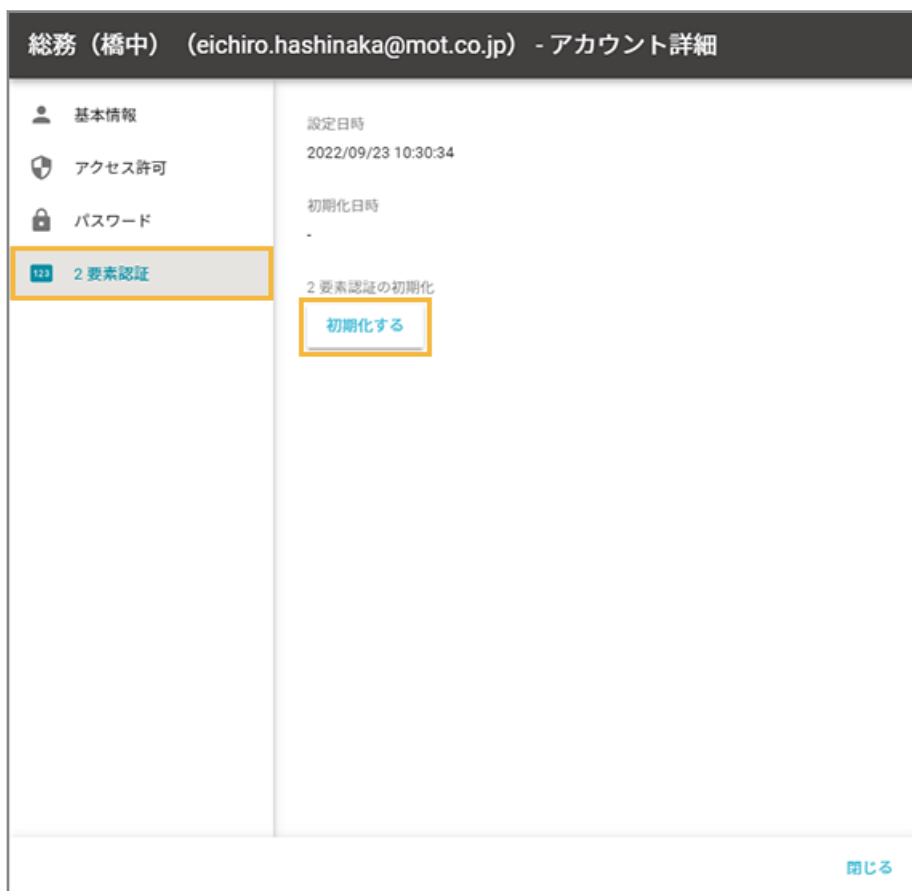 総務（橋中）（eichiro.hashinaka@mot.co.jp） - アカウント詳細
基本情報
アクセス許可
パスワード
123 2 要素認証
設定日時
2022/09/23 10:30:34
初期化日時
-
2 要素認証の初期化
初期化する
閉じる